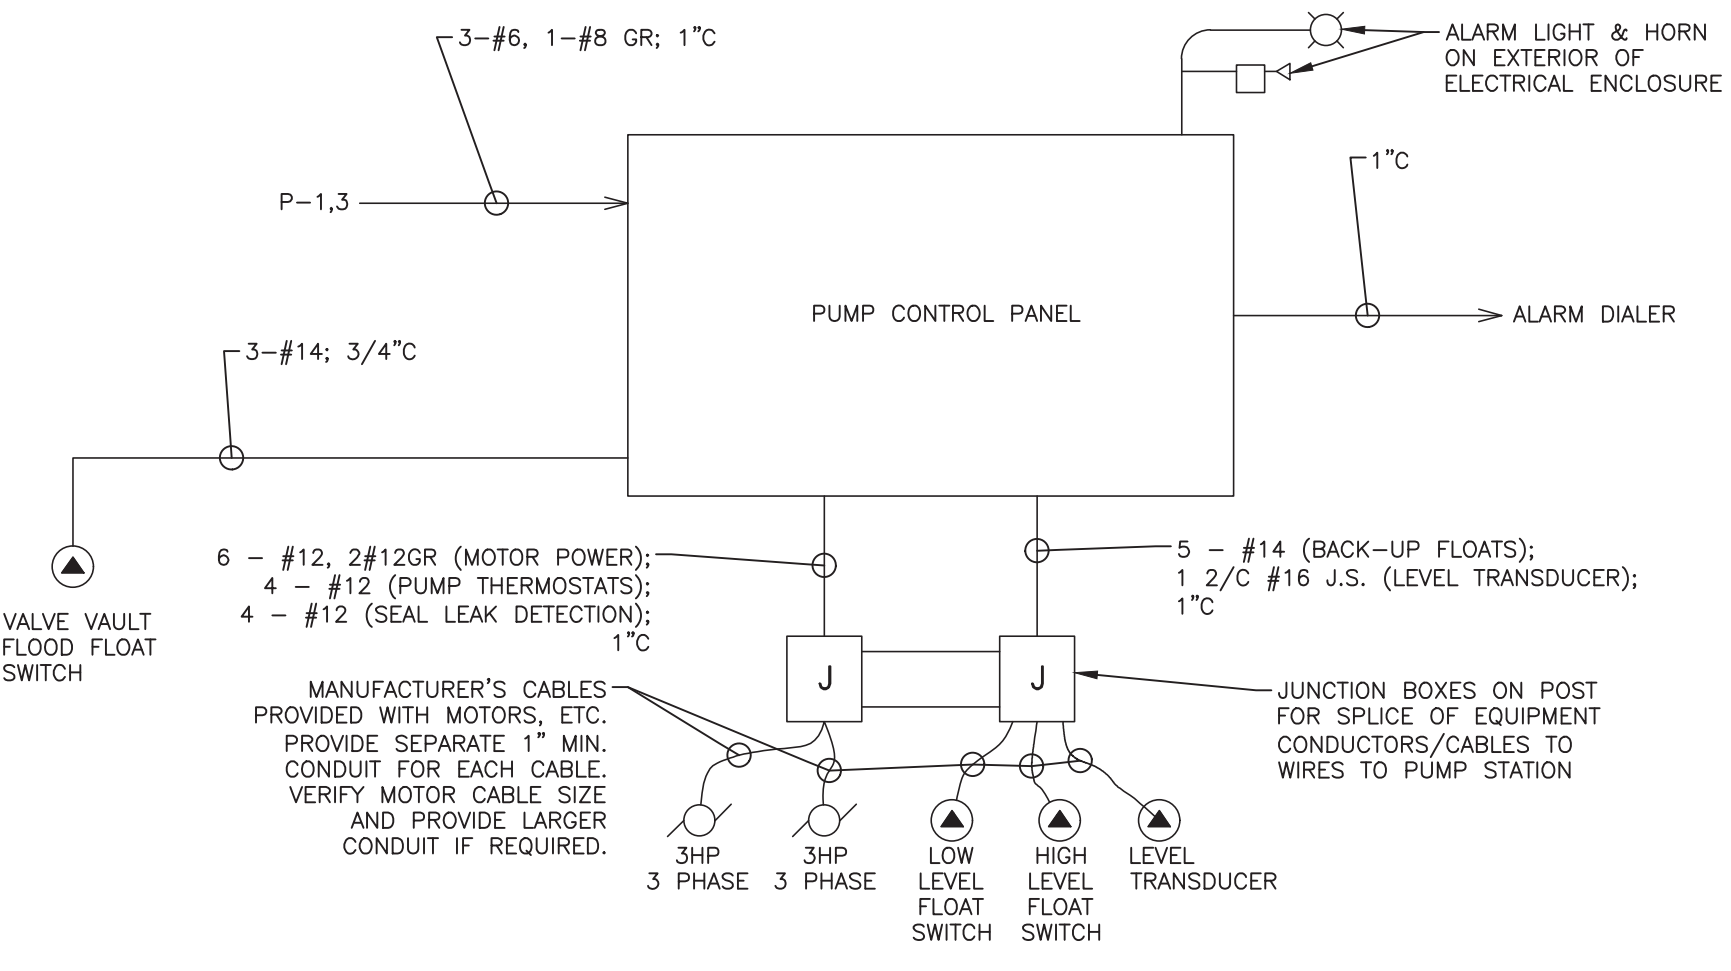 3-#6, 1-#8 GR; 1"C
ALARM LIGHT & HORN
ON EXTERIOR OF
ELECTRICAL ENCLOSURE
P-1,3
1"C
PUMP CONTROL PANEL
ALARM DIALER
3-#14; 3/4"C
VALVE VAULT
FLOOD FLOAT
SWITCH
6 - #12, 2#12GR (MOTOR POWER);
4 - #12 (PUMP THERMOSTATS);
4 - #12 (SEAL LEAK DETECTION);
1"C
5 - #14 (BACK-UP FLOATS);
1 2/C #16 J.S. (LEVEL TRANSDUCER);
1"C
J
J
MANUFACTURER'S CABLES
PROVIDED WITH MOTORS, ETC.
PROVIDE SEPARATE 1" MIN.
CONDUIT FOR EACH CABLE.
VERIFY MOTOR CABLE SIZE
AND PROVIDE LARGER
CONDUIT IF REQUIRED.
JUNCTION BOXES ON POST
FOR SPLICE OF EQUIPMENT
CONDUCTORS/CABLES TO
WIRES TO PUMP STATION
3HP
3 PHASE
3HP
3 PHASE
LOW
LEVEL
FLOAT
SWITCH
HIGH
LEVEL
FLOAT
SWITCH
LEVEL
TRANSDUCER